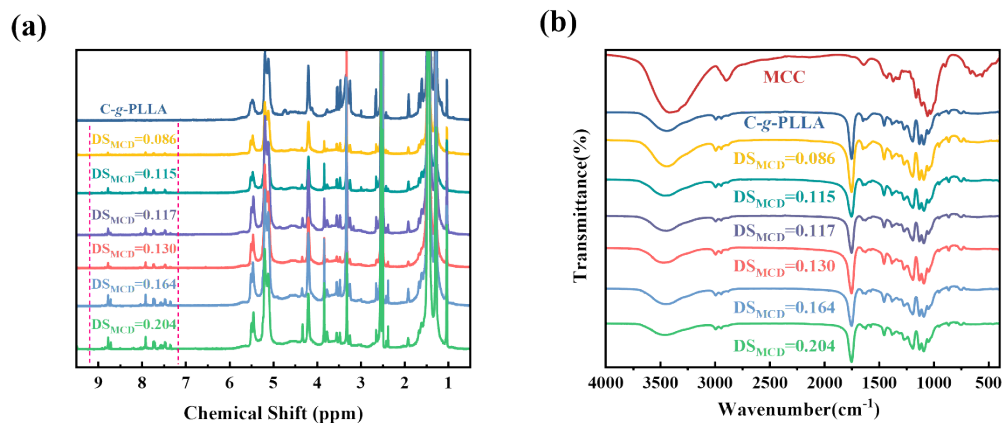 (a)
C-g-PLLA
DSMCD=0.086
DSMCD=0.115
DSMCD=0.117
DSMCD=0.130
DSMCD=0.164
DSMCD=0.204
9 8 7 6 5 4 3 2 1
Chemical Shift (ppm)
(b)
Transmittance(%)
MCC
C-g-PLLA
DSMCD=0.086
DSMCD=0.115
DSMCD=0.117
DSMCD=0.130
DSMCD=0.164
DSMCD=0.204
4000 3500 3000 2500 2000 1500 1000 500
Wavenumber(cm-1)